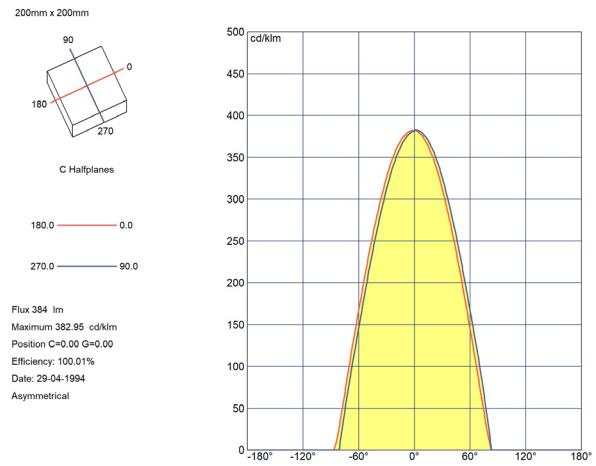 200mm x 200mm
90
0
180
270
C Halfplanes
180.0 0.0
270.0 90.0
Flux 384 lm
Maximum 382.95 cd/klm
Position C=0.00 G=0.00
Efficiency: 100.01%
Date: 29-04-1994
Asymmetrical
500
cd/klm
450
400
350
300
250
200
150
100
50
0
-180° -120° -60° 0° 60° 120° 180°